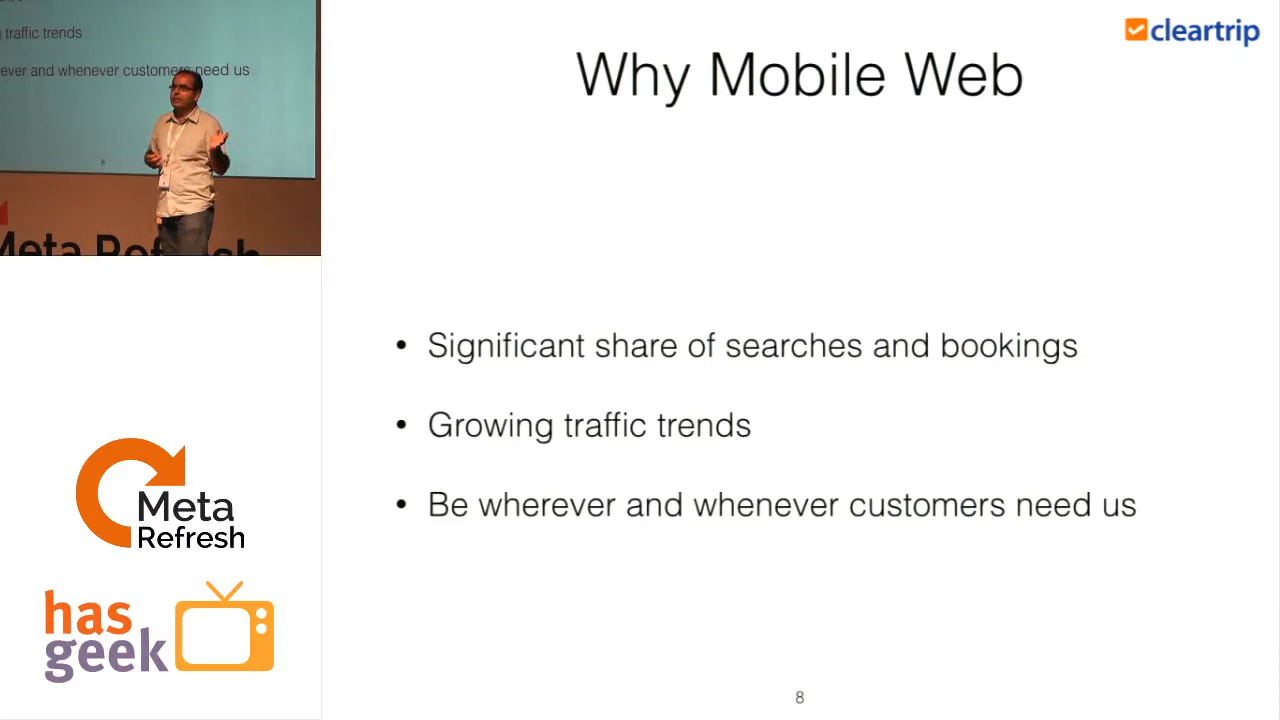 traffic trends
ever and whenever customers need us
8
Meta Refresh
cleartrip
Why Mobile Web
• Significant share of searches and bookings
• Growing traffic trends
• Be wherever and whenever customers need us
8
Meta
Refresh
has
geek